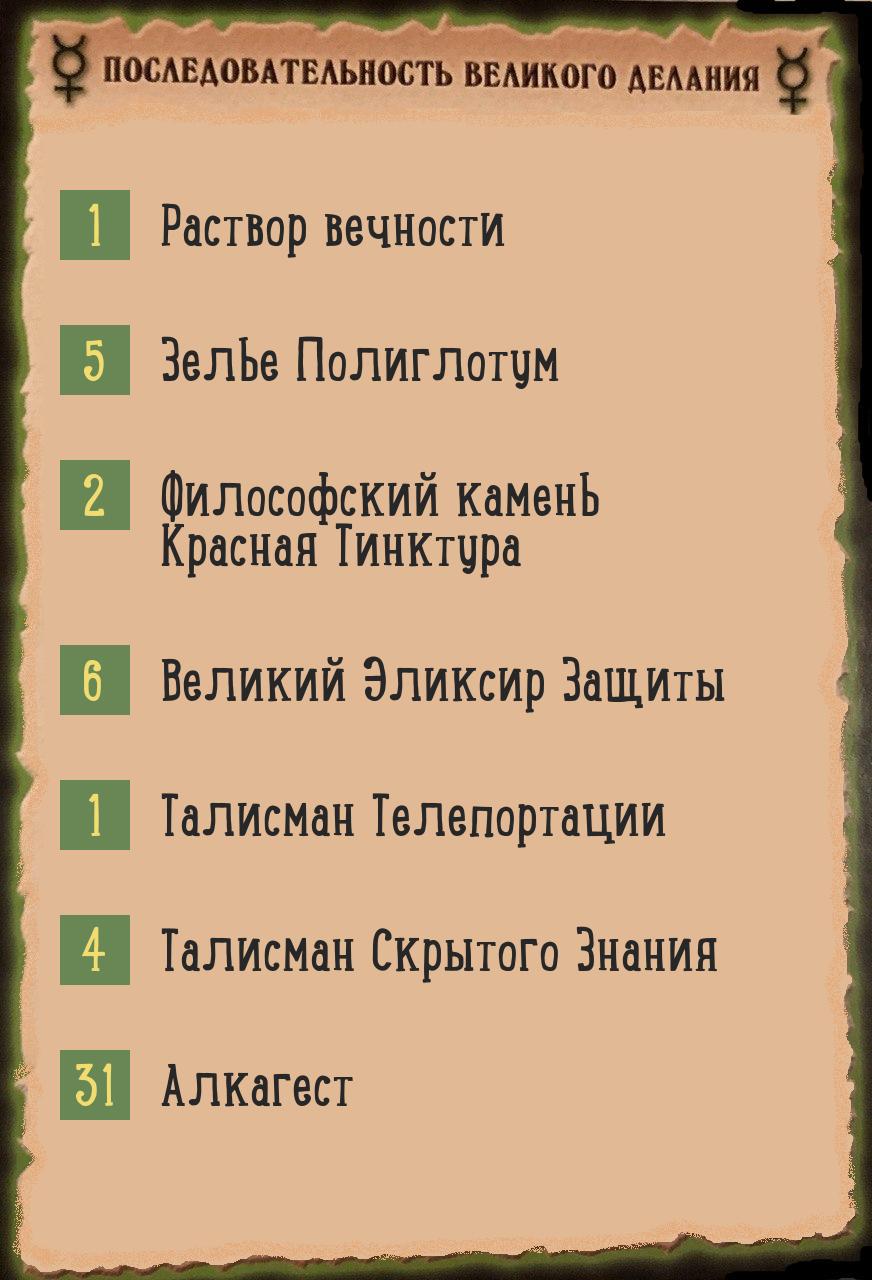 ПОСЛЕДОВАТЕЛЬНОСТЬ ВЕЛИКОГО ДЕЛАНИЯ
1 Раствор вечности
5 Зелье Полиглотум
2 Философский камень
Красная Тинктура
6 Великий Эликсир Защиты
1 Талисман Телепортации
4 Талисман Скрытого Знания
31 Алкагест